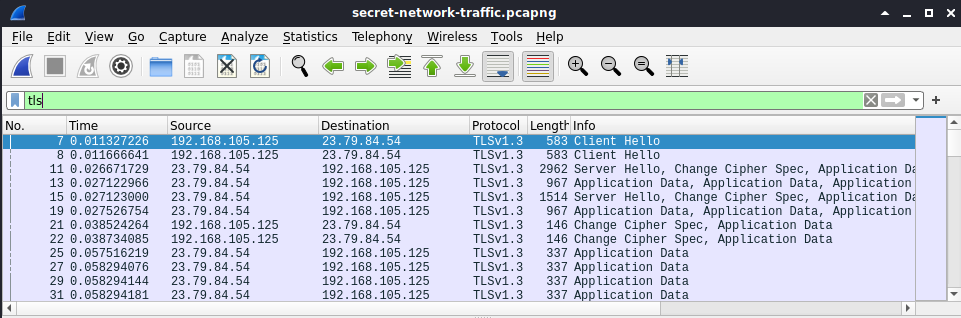 secret-network-traffic.pcapng
File Edit View Go Capture Analyze Statistics Telephony Wireless Tools Help
tls
No. Time Source Destination Protocol Length Info
7 0.011327226 192.168.105.125 23.79.84.54 TLSv1.3 583 Client Hello
8 0.011666641 192.168.105.125 23.79.84.54 TLSv1.3 583 Client Hello
11 0.026671729 23.79.84.54 192.168.105.125 TLSv1.3 2962 Server Hello, Change Cipher Spec, Application Da
13 0.027122966 23.79.84.54 192.168.105.125 TLSv1.3 967 Application Data, Application Data, Application
15 0.027123000 23.79.84.54 192.168.105.125 TLSv1.3 1514 Server Hello, Change Cipher Spec, Application Da
19 0.027526754 23.79.84.54 192.168.105.125 TLSv1.3 967 Application Data, Application Data, Application
21 0.038524264 192.168.105.125 23.79.84.54 TLSv1.3 146 Change Cipher Spec, Application Data
22 0.038734085 192.168.105.125 23.79.84.54 TLSv1.3 146 Change Cipher Spec, Application Data
25 0.057516219 23.79.84.54 192.168.105.125 TLSv1.3 337 Application Data
27 0.058294076 23.79.84.54 192.168.105.125 TLSv1.3 337 Application Data
29 0.058294144 23.79.84.54 192.168.105.125 TLSv1.3 337 Application Data
31 0.058294181 23.79.84.54 192.168.105.125 TLSv1.3 337 Application Data